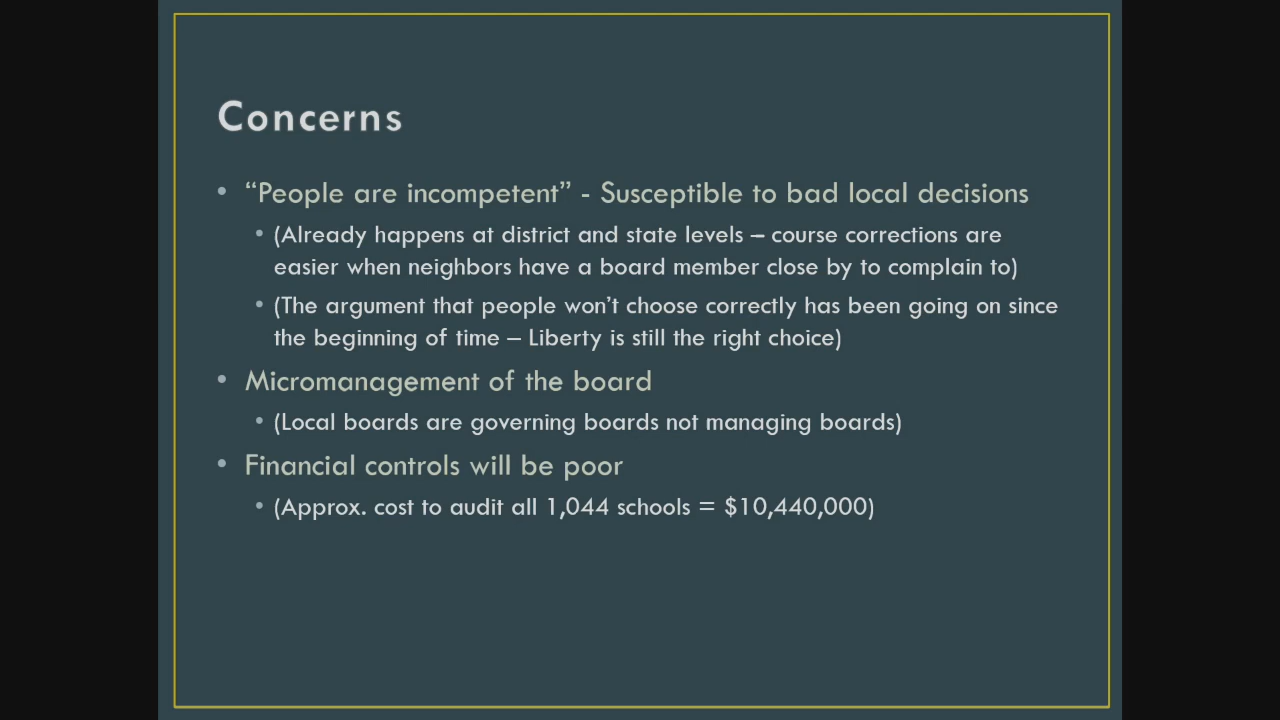 Concerns
• “People are incompetent” - Susceptible to bad local decisions
• (Already happens at district and state levels – course corrections are
easier when neighbors have a board member close by to complain to)
• (The argument that people won’t choose correctly has been going on since
the beginning of time – Liberty is still the right choice)
• Micromanagement of the board
• (Local boards are governing boards not managing boards)
• Financial controls will be poor
• (Approx. cost to audit all 1,044 schools = $10,440,000)